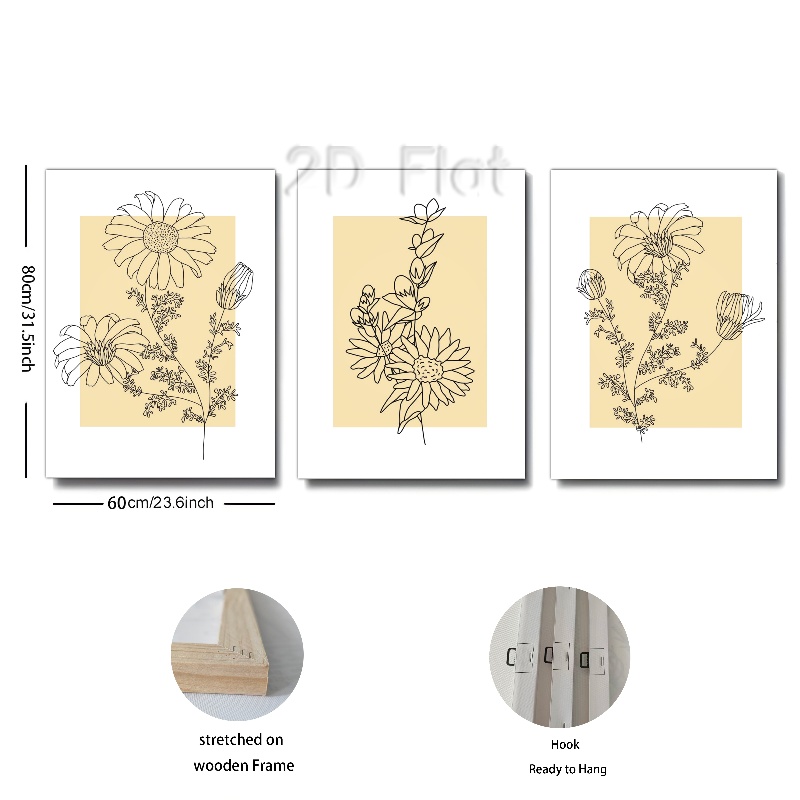 2D Flat
80cm/31.5inch
60cm/23.6inch
stretched on
wooden Frame
Hook
Ready to Hang